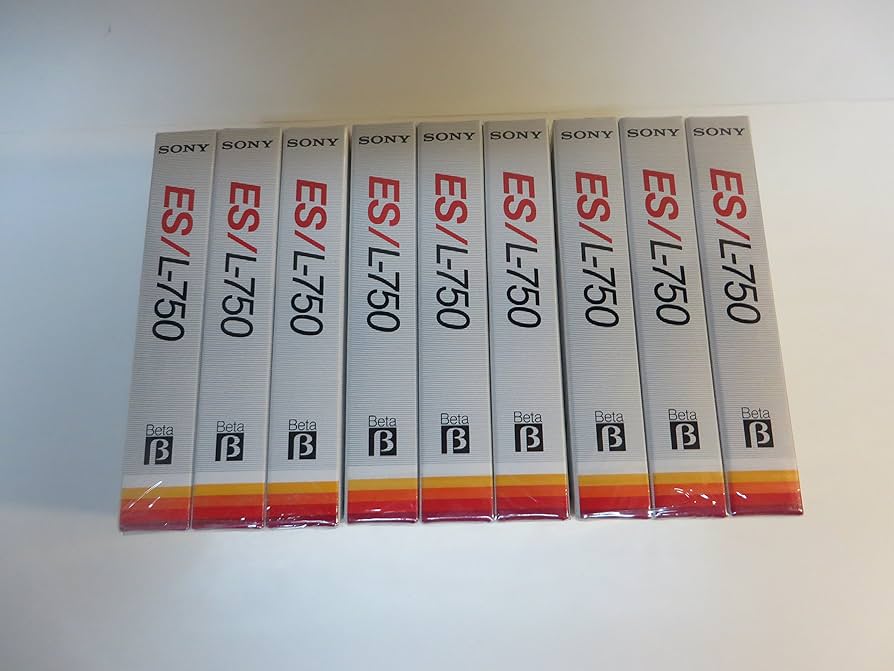 SONY
ES/L-750
Beta
β
SONY
ES/L-750
Beta
β
SONY
ES/L-750
Beta
β
SONY
ES/L-750
Beta
β
SONY
ES/L-750
Beta
β
SONY
ES/L-750
Beta
β
SONY
ES/L-750
Beta
β
SONY
ES/L-750
Beta
β
SONY
ES/L-750
Beta
β